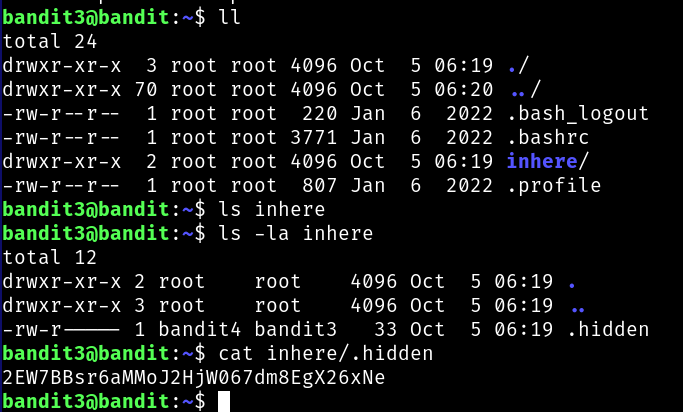 bandit3@bandit:~$ ll
total 24
drwxr-xr-x  3 root root 4096 Oct  5 06:19 ./
drwxr-xr-x 70 root root 4096 Oct  5 06:20 ../
-rw-r--r--  1 root root  220 Jan  6  2022 .bash_logout
-rw-r--r--  1 root root 3771 Jan  6  2022 .bashrc
drwxr-xr-x  2 root root 4096 Oct  5 06:19 inhere/
-rw-r--r--  1 root root  807 Jan  6  2022 .profile
bandit3@bandit:~$ ls inhere
bandit3@bandit:~$ ls -la inhere
total 12
drwxr-xr-x 2 root    root    4096 Oct  5 06:19 .
drwxr-xr-x 3 root    root    4096 Oct  5 06:19 ..
-rw-r----- 1 bandit4 bandit3   33 Oct  5 06:19 .hidden
bandit3@bandit:~$ cat inhere/.hidden
2EW7BBsr6aMMoJ2HjW067dm8EgX26xNe
bandit3@bandit:~$